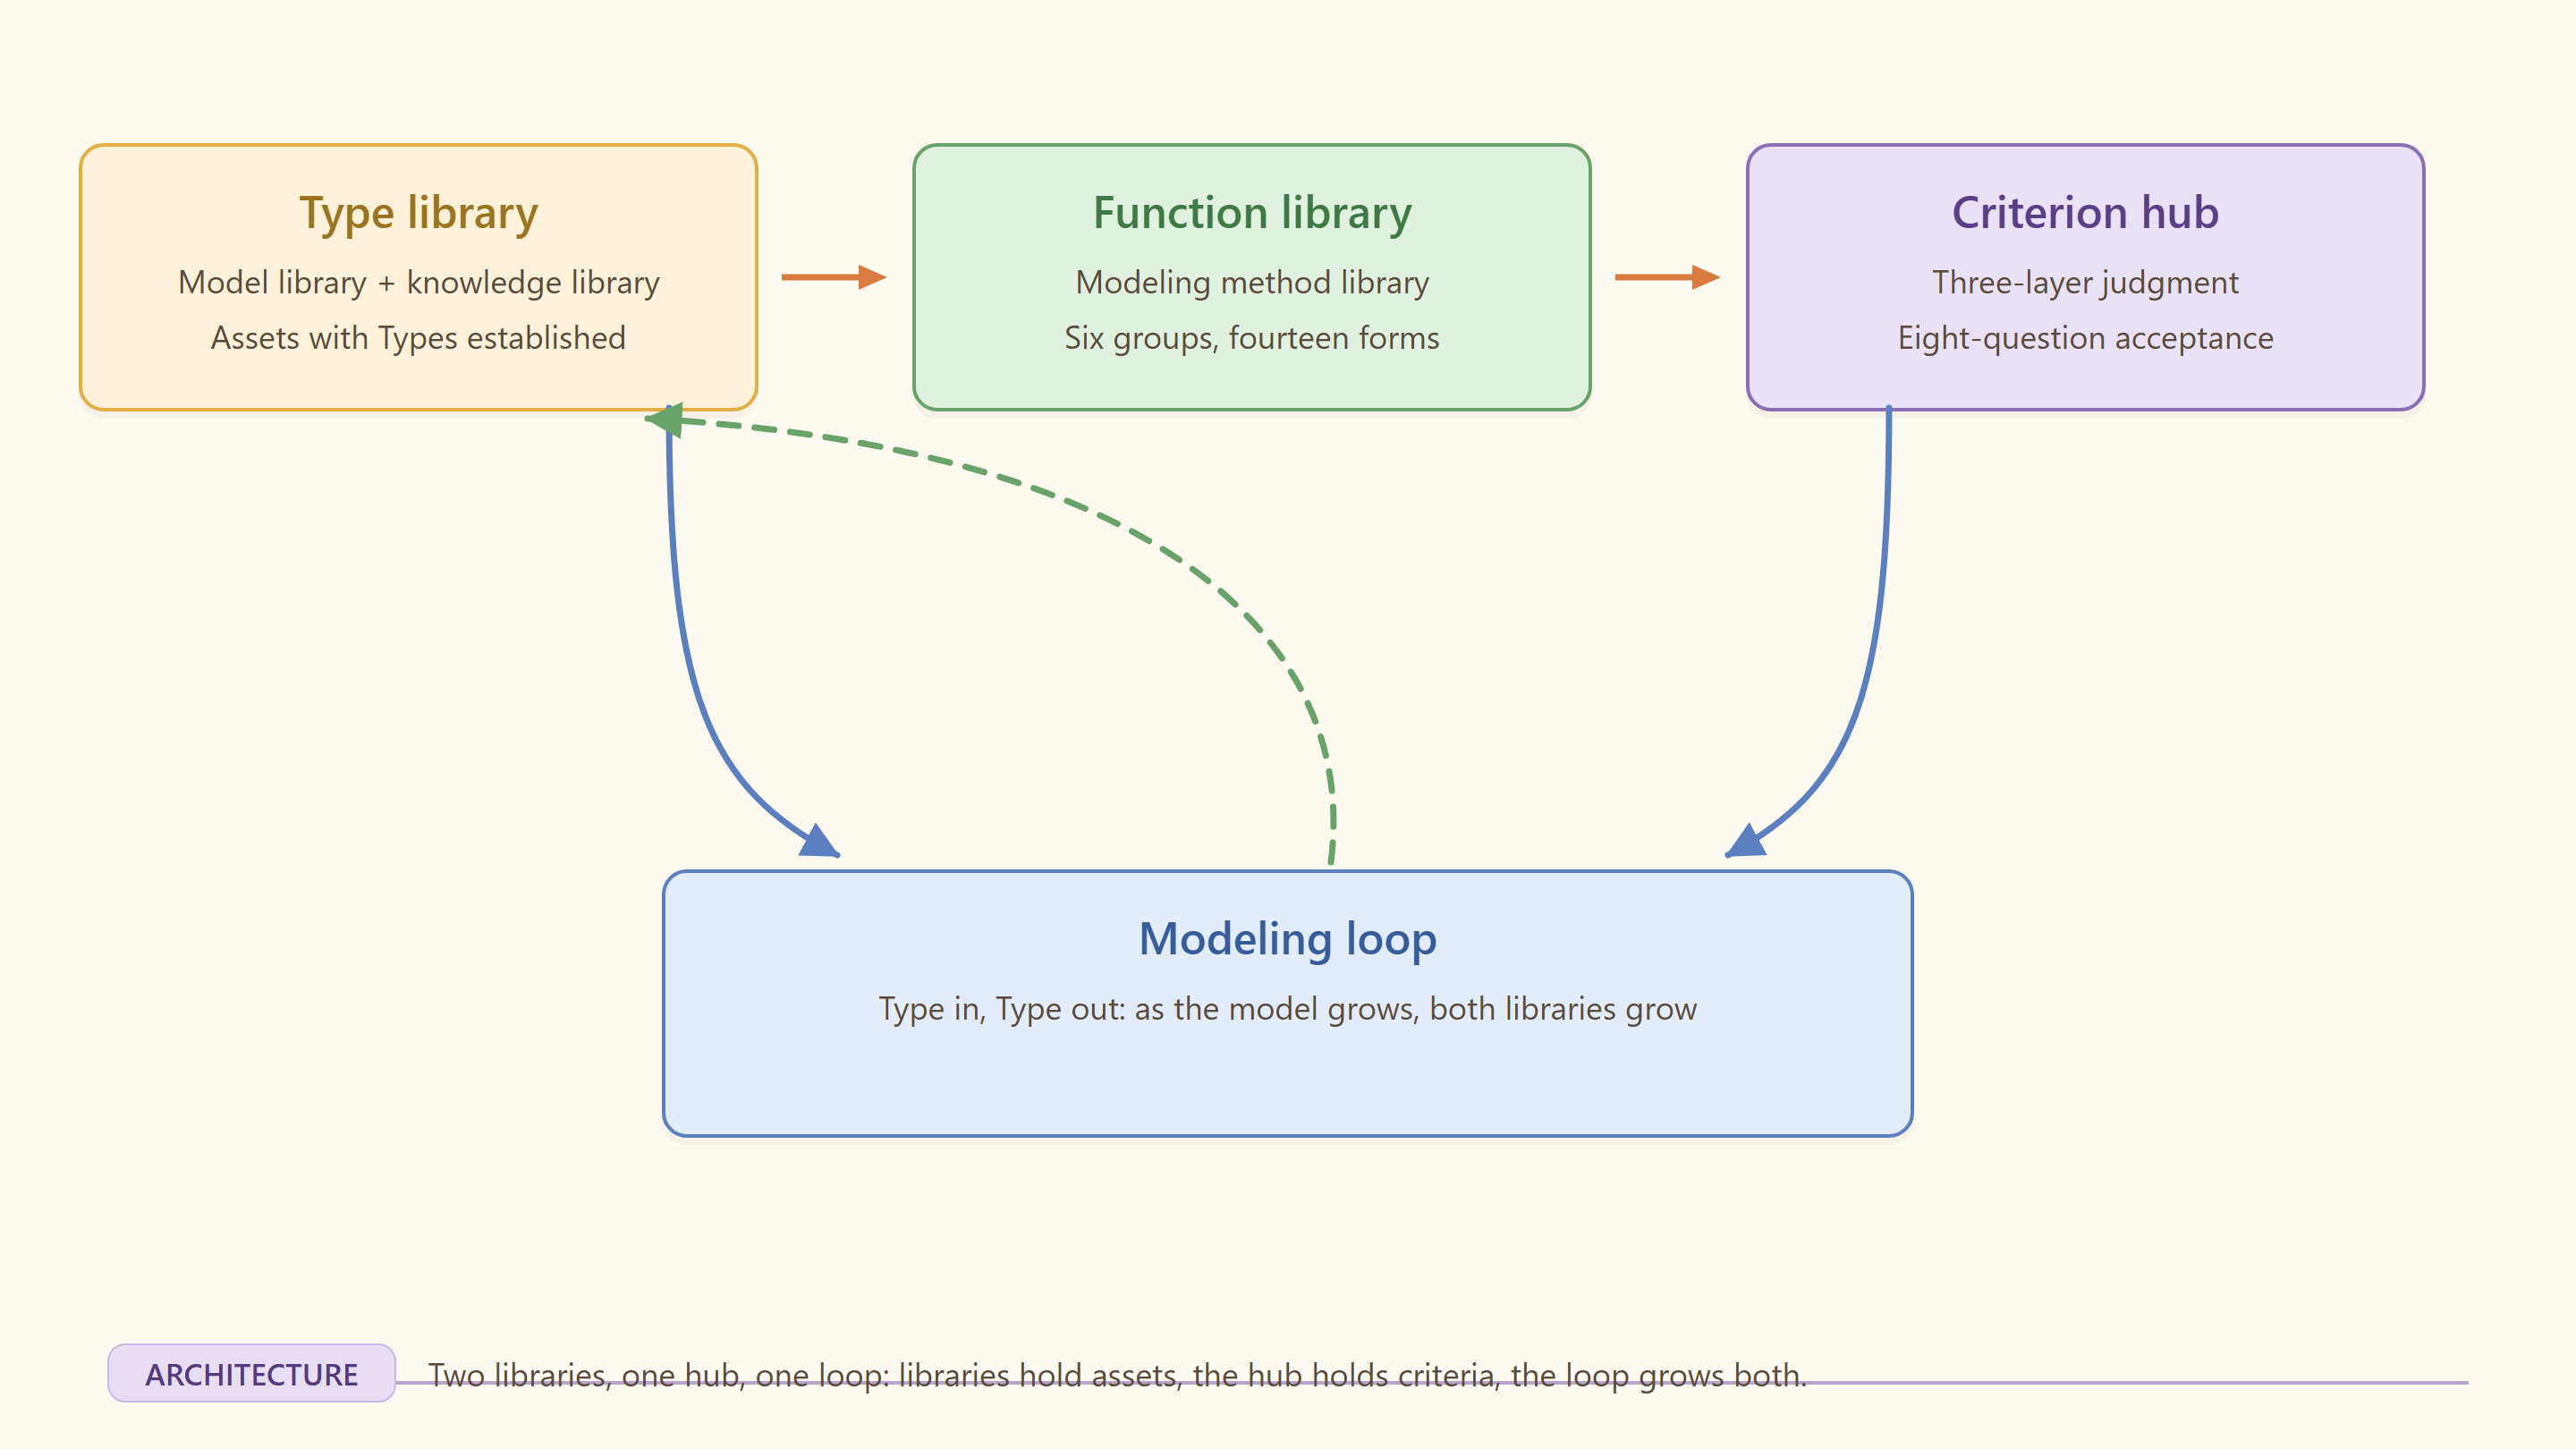 Type library
Model library + knowledge library
Assets with Types established
Function library
Modeling method library
Six groups, fourteen forms
Criterion hub
Three-layer judgment
Eight-question acceptance
Modeling loop
Type in, Type out: as the model grows, both libraries grow
ARCHITECTURE
Two libraries, one hub, one loop: libraries hold assets, the hub holds criteria, the loop grows both.